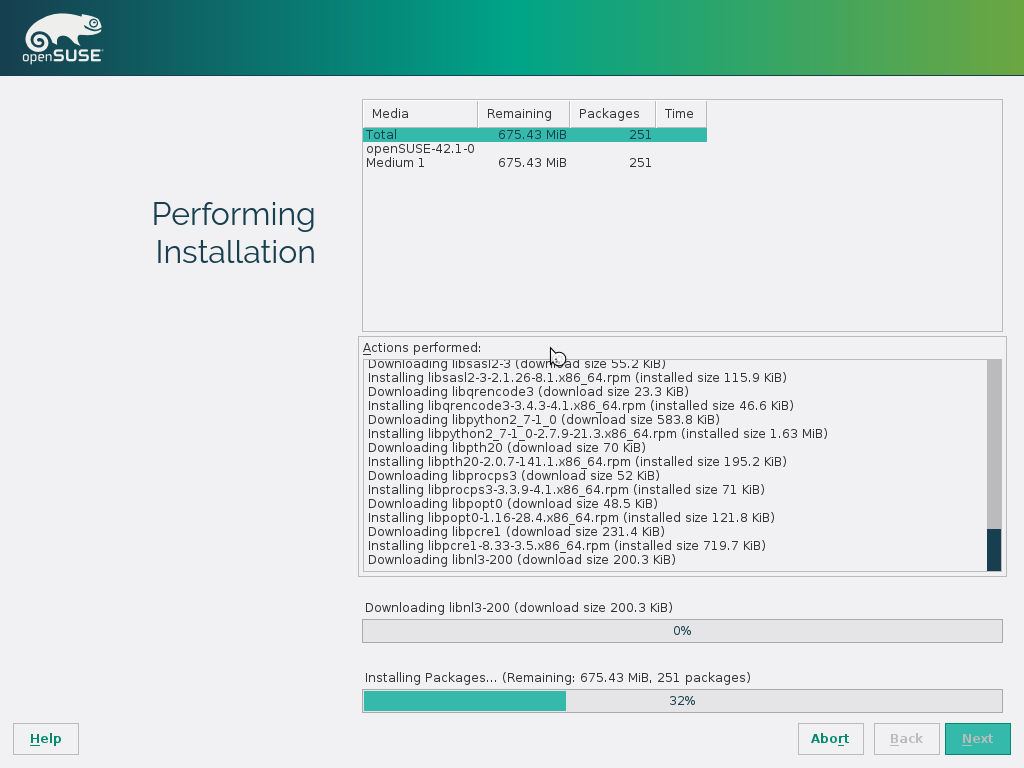 openSUSE
Performing
Installation
Media Remaining Packages Time
Total 675.43 MiB 251
openSUSE-42.1-0
Medium 1 675.43 MiB 251
Actions performed:
Downloading libsasl2-3 (download size 55.2 KiB)
Installing libsasl2-3-2.1.26-8.1.x86_64.rpm (installed size 115.9 KiB)
Downloading libqrencode3 (download size 23.3 KiB)
Installing libqrencode3-3.4.3-4.1.x86_64.rpm (installed size 46.6 KiB)
Downloading libpython2_7-1_0 (download size 583.8 KiB)
Installing libpython2_7-1_0-2.7.9-21.3.x86_64.rpm (installed size 1.63 MiB)
Downloading libpth20 (download size 70 KiB)
Installing libpth20-2.0.7-141.1.x86_64.rpm (installed size 195.2 KiB)
Downloading libprocps3 (download size 52 KiB)
Installing libprocps3-3.3.9-4.1.x86_64.rpm (installed size 71 KiB)
Downloading libpopt0 (download size 48.5 KiB)
Installing libpopt0-1.16-28.4.x86_64.rpm (installed size 121.8 KiB)
Downloading libpcre1 (download size 231.4 KiB)
Installing libpcre1-8.33-3.5.x86_64.rpm (installed size 719.7 KiB)
Downloading libnl3-200 (download size 200.3 KiB)
Downloading libnl3-200 (download size 200.3 KiB)
0%
Installing Packages... (Remaining: 675.43 MiB, 251 packages)
32%
Help Abort Back Next